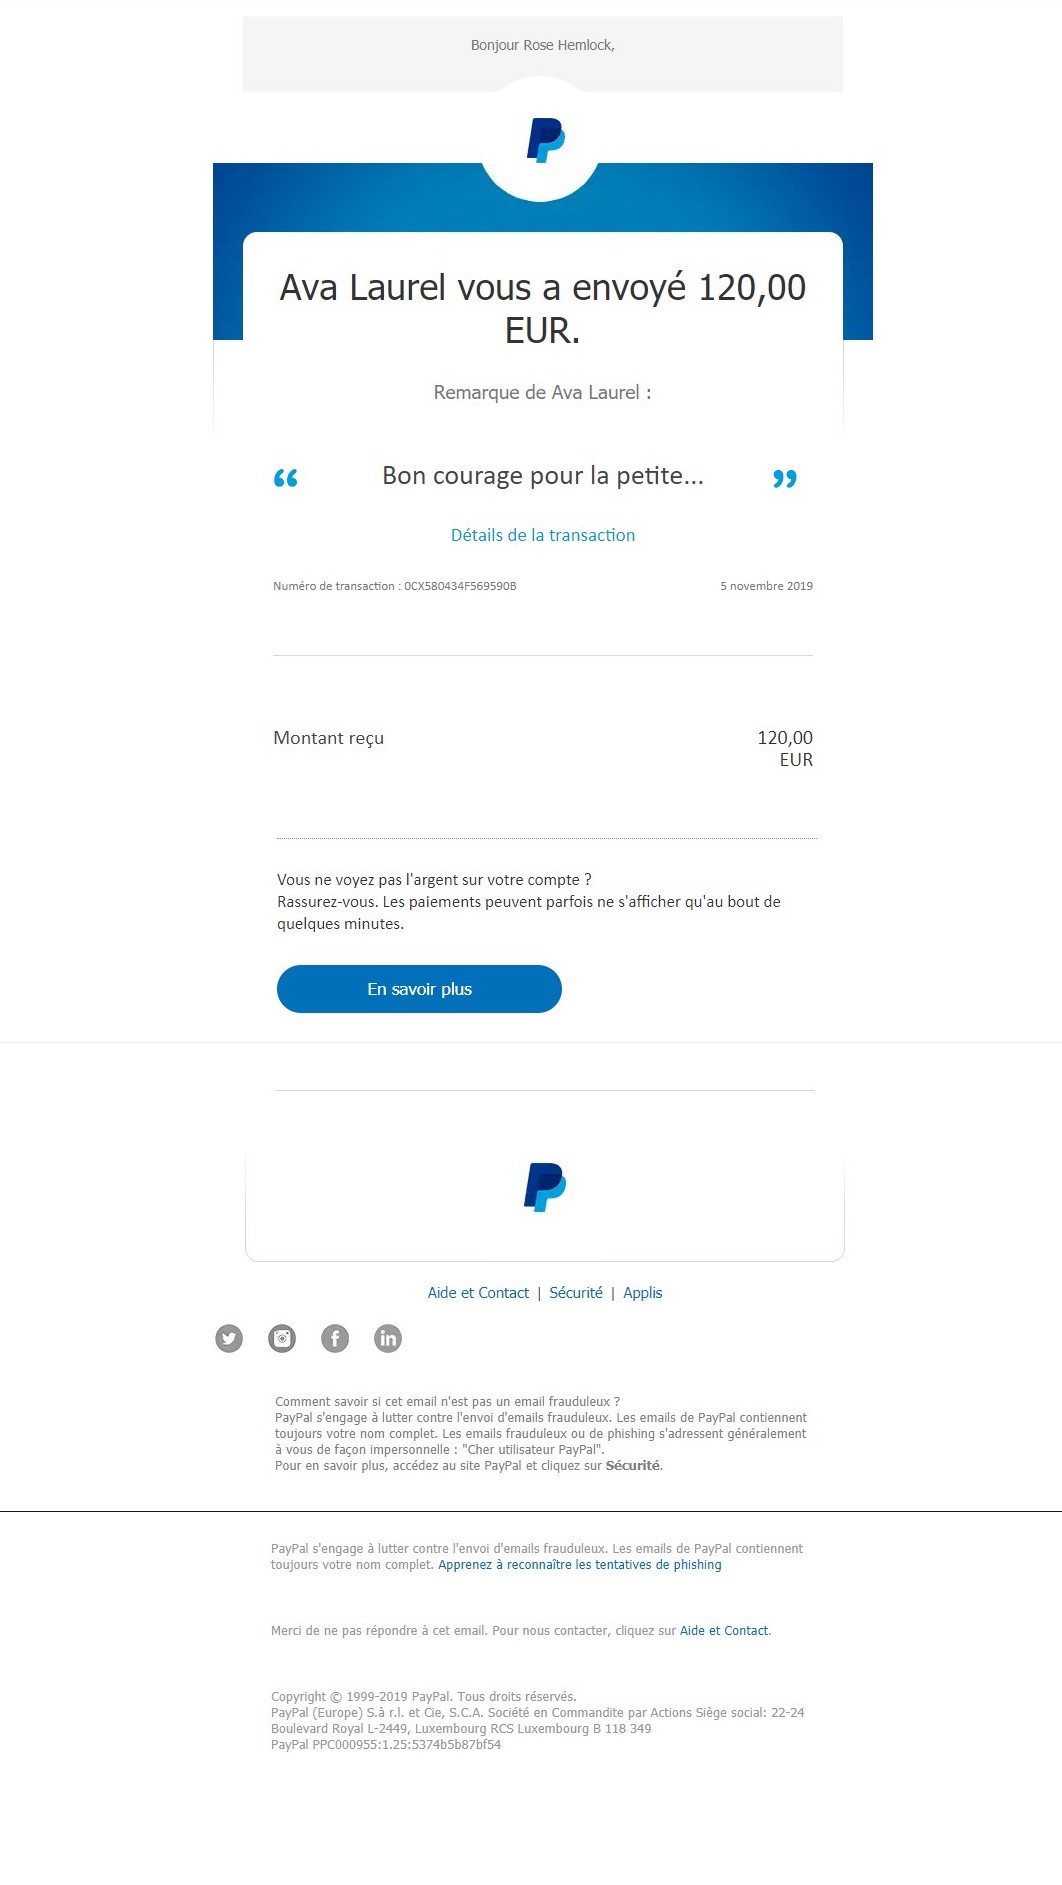 Bonjour Rose Hemlock,
Ava Laurel vous a envoyé 120,00
EUR.
Remarque de Ava Laurel :
“ Bon courage pour la petite... ”
Détails de la transaction
Numéro de transaction : 0CX580434F569590B 5 novembre 2019
Montant reçu 120,00
EUR
Vous ne voyez pas l'argent sur votre compte ?
Rassurez-vous. Les paiements peuvent parfois ne s'afficher qu'au bout de
quelques minutes.
En savoir plus
Aide et Contact | Sécurité | Applis
Comment savoir si cet email n'est pas un email frauduleux ?
PayPal s'engage à lutter contre l'envoi d'emails frauduleux. Les emails de PayPal contiennent
toujours votre nom complet. Les emails frauduleux ou de phishing s'adressent généralement
à vous de façon impersonnelle : "Cher utilisateur PayPal".
Pour en savoir plus, accédez au site PayPal et cliquez sur Sécurité.
PayPal s'engage à lutter contre l'envoi d'emails frauduleux. Les emails de PayPal contiennent
toujours votre nom complet. Apprenez à reconnaître les tentatives de phishing
Merci de ne pas répondre à cet email. Pour nous contacter, cliquez sur Aide et Contact.
Copyright © 1999-2019 PayPal. Tous droits réservés.
PayPal (Europe) S.à r.l. et Cie, S.C.A. Société en Commandite par Actions Siège social: 22-24
Boulevard Royal L-2449, Luxembourg RCS Luxembourg B 118 349
PayPal PPC000955:1.25:5374b5b87bf54